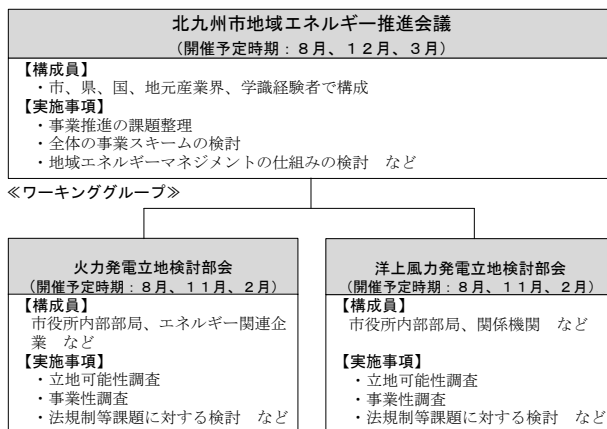 北九州市地域エネルギー推進会議
（開催予定時期：８月、１２月、３月）
【構成員】
・市、県、国、地元産業界、学識経験者で構成
【実施事項】
・事業推進の課題整理
・全体の事業スキームの検討
・地域エネルギーマネジメントの仕組みの検討　など
≪ワーキンググループ≫
火力発電立地検討部会
（開催予定時期：８月、１１月、２月）
【構成員】
市役所内部部局、エネルギー関連企
業　など
【実施事項】
・立地可能性調査
・事業性調査
・法規制等課題に対する検討　など
洋上風力発電立地検討部会
（開催予定時期：８月、１１月、２月）
【構成員】
市役所内部部局、関係機関　など
【実施事項】
・立地可能性調査
・事業性調査
・法規制等課題に対する検討　など